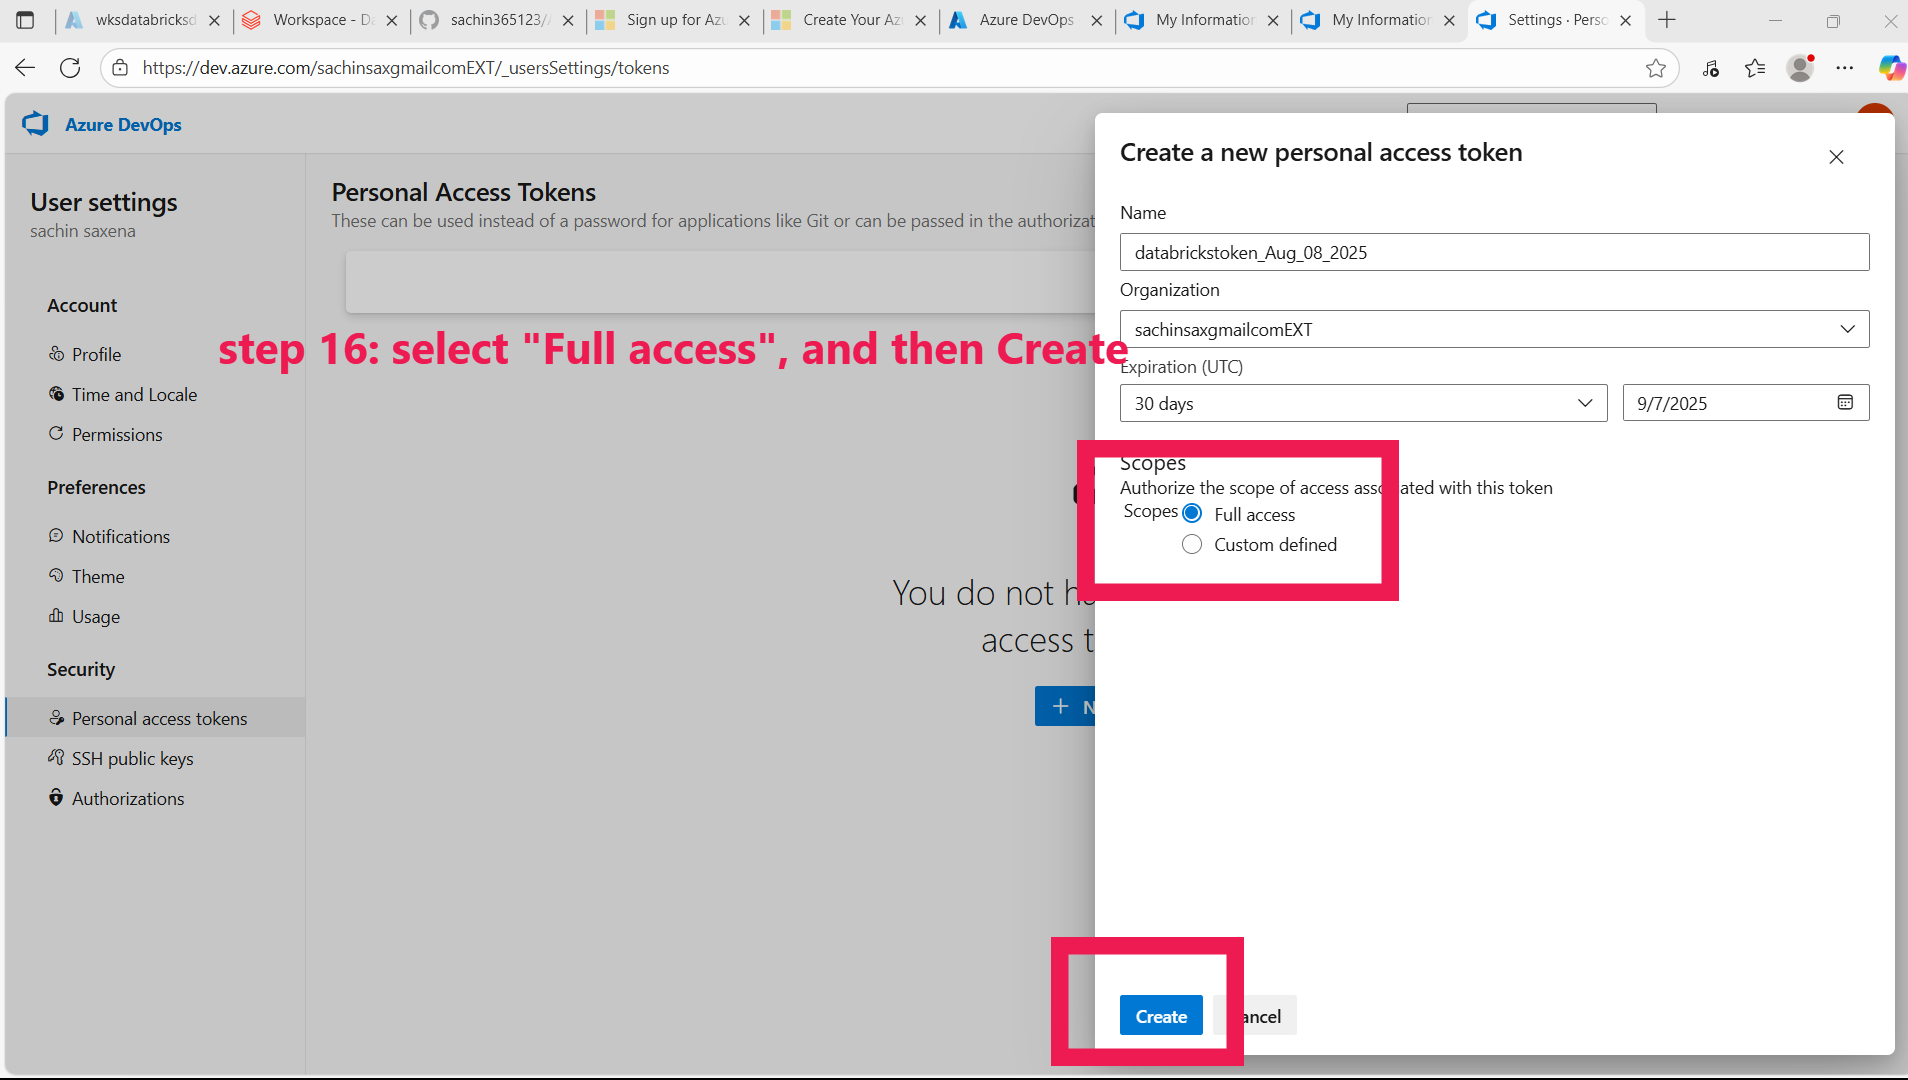 wksdatabricksd
Workspace - Da
sachin365123/A
Sign up for Azu
Create Your Az
Azure DevOps
My Information
My Information
Settings · Perso
https://dev.azure.com/sachinsaxgmailcomEXT/_usersSettings/tokens
Azure DevOps
User settings
sachin saxena
Account
Profile
Time and Locale
Permissions
Preferences
Notifications
Theme
Usage
Security
Personal access tokens
SSH public keys
Authorizations
Personal Access Tokens
These can be used instead of a password for applications like Git or can be passed in the authorizat
step 16: select "Full access", and then Create
You do not ha
access t
N
Create a new personal access token
Name
databrickstoken_Aug_08_2025
Organization
sachinsaxgmailcomEXT
Expiration (UTC)
30 days
9/7/2025
Scopes
Authorize the scope of access associated with this token
Scopes
Full access
Custom defined
Create
ancel